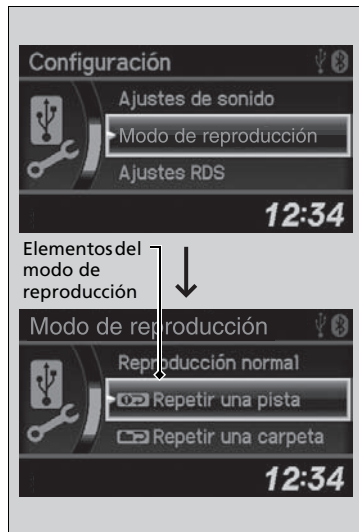 Configuración
Ajustes de sonido
Modo de reproducción
Ajustes RDS
12:34
Elementos del
modo de
reproducción
Modo de reproducción
Reproducción normal
Repetir una pista
Repetir una carpeta
12:34